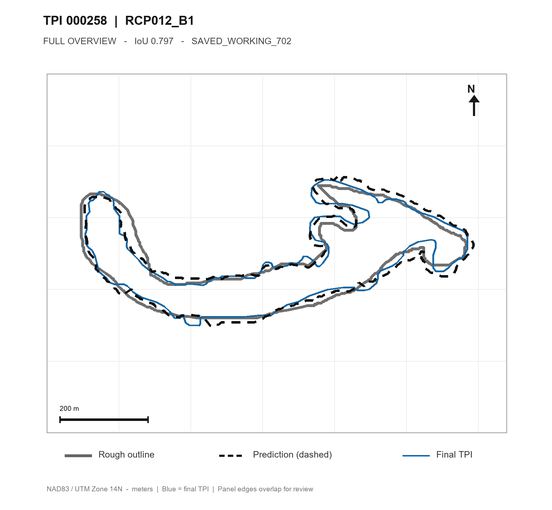 TPI 000258 | RCP012_B1
FULL OVERVIEW - IoU 0.797 - SAVED_WORKING_702
N
200 m
Rough outline
Prediction (dashed)
Final TPI
NAD83 / UTM Zone 14N - meters | Blue = final TPI | Panel edges overlap for review